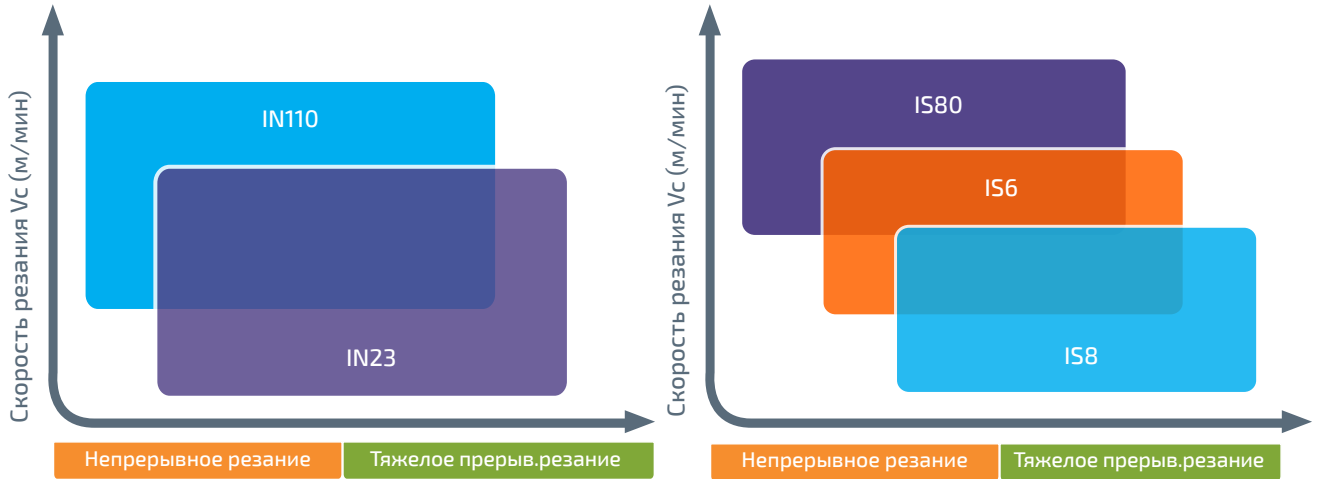 Скорость резания Vc (м/мин)
IN110
IN23
Непрерывное резание
Тяжелое прерыв.резание
Скорость резания Vc (м/мин)
IS80
IS6
IS8
Непрерывное резание
Тяжелое прерыв.резание